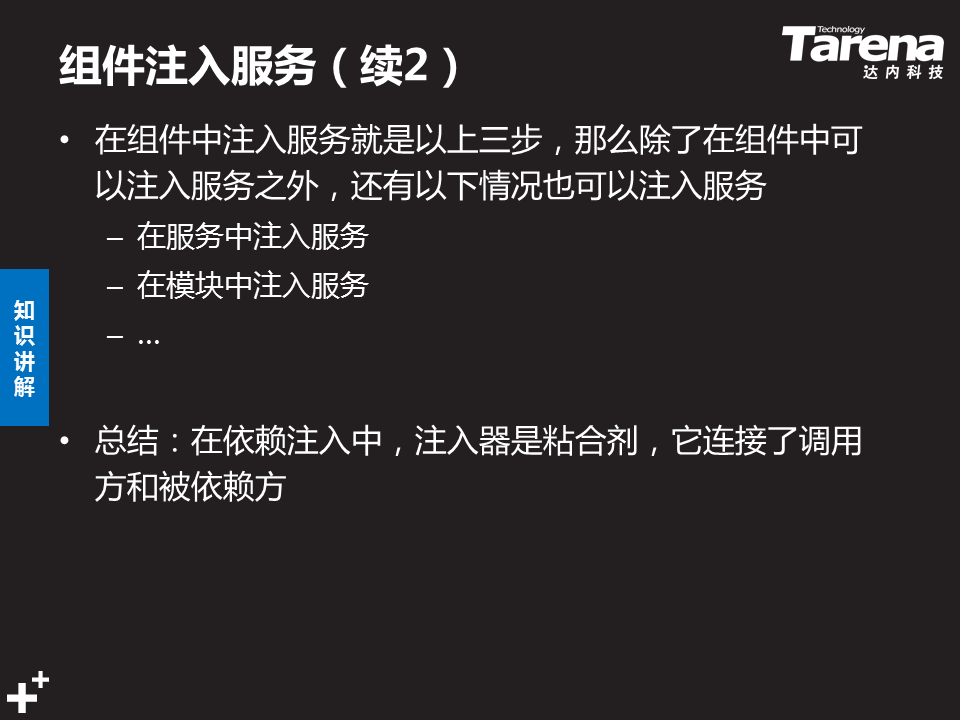 组件注入服务（续2）
Technology
Tarena
达内科技
• 在组件中注入服务就是以上三步，那么除了在组件中可
以注入服务之外，还有以下情况也可以注入服务
– 在服务中注入服务
– 在模块中注入服务
– …
知
识
讲
解
• 总结：在依赖注入中，注入器是粘合剂，它连接了调用
方和被依赖方